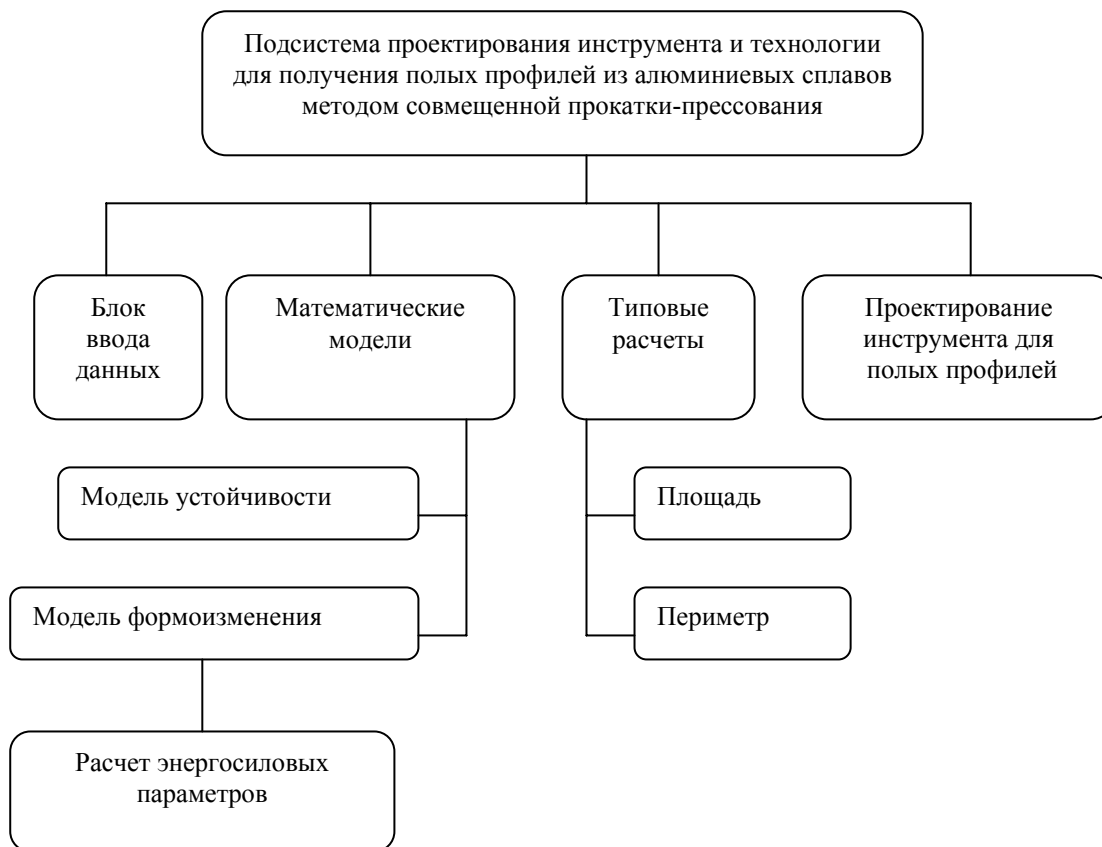 Подсистема проектирования инструмента и технологии
для получения полых профилей из алюминиевых сплавов
методом совмещенной прокатки-прессования
Блок
ввода
данных
Математические
модели
Типовые
расчеты
Проектирование
инструмента для
полых профилей
Модель устойчивости
Площадь
Модель формоизменения
Периметр
Расчет энергосиловых
параметров